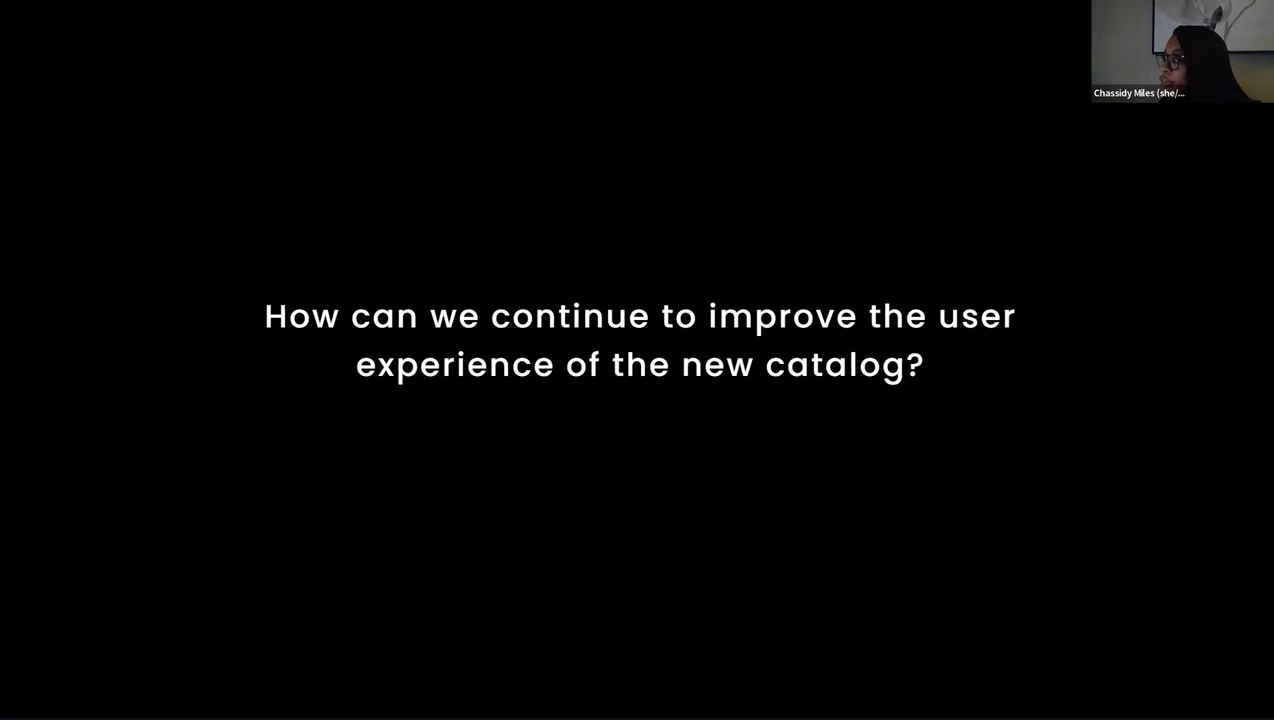 Chassidy Miles (she/...
How can we continue to improve the user
experience of the new catalog?